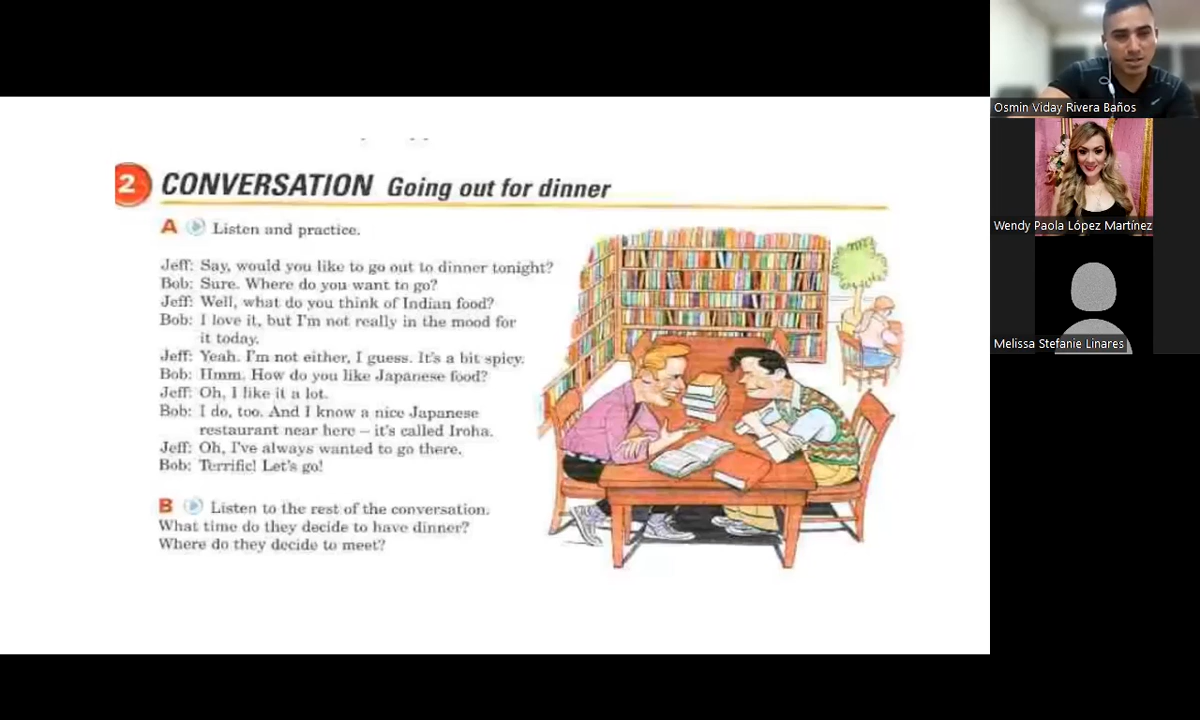 2 CONVERSATION Going out for dinner
A Listen and practice.
Jeff: Say, would you like to go out to dinner tonight?
Bob: Sure. Where do you want to go?
Jeff: Well, what do you think of Indian food?
Bob: I love it, but I'm not really in the mood for
it today.
Jeff: Yeah. I'm not either, I guess. It's a bit spicy.
Bob: Hmm. How do you like Japanese food?
Jeff: Oh, I like it a lot.
Bob: I do, too. And I know a nice Japanese
restaurant near here – it's called Iroha.
Jeff: Oh, I've always wanted to go there.
Bob: Terrific! Let's go!
B Listen to the rest of the conversation.
What time do they decide to have dinner?
Where do they decide to meet?
Osmin Viday Rivera Baños
Wendy Paola López Martínez
Melissa Stefanie Linares